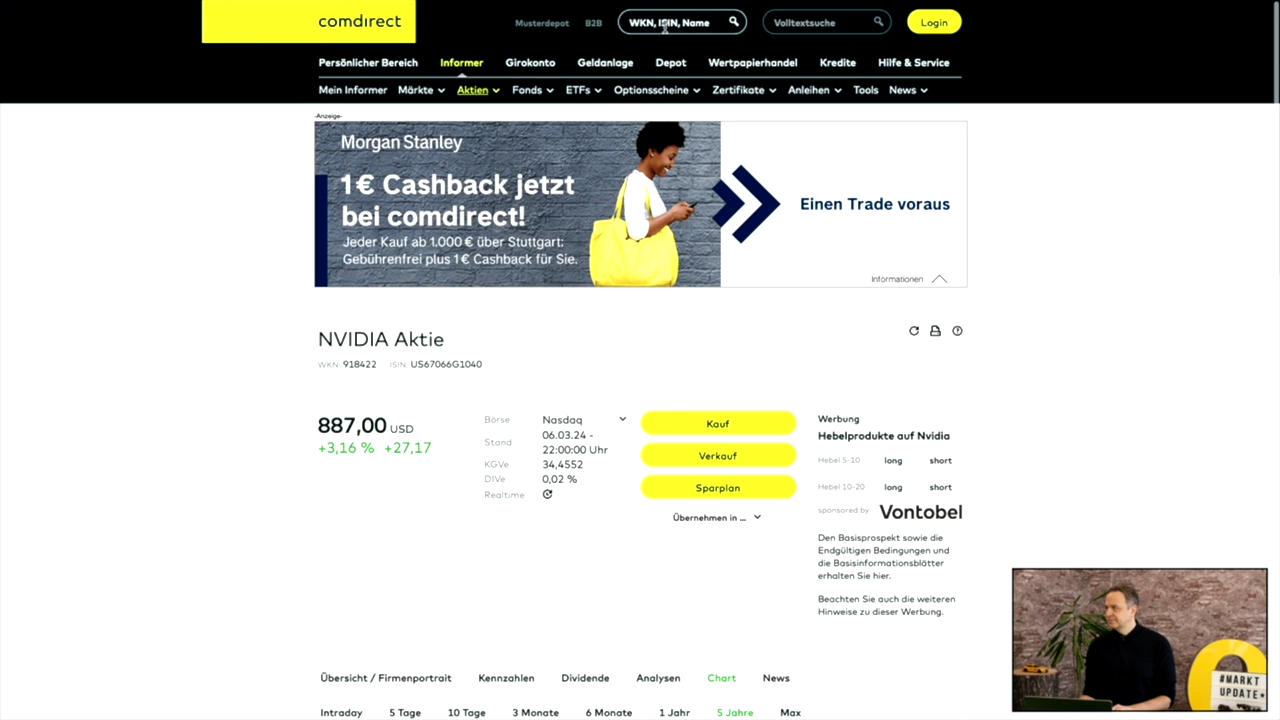 comdirect
Musterdepot B2B WKN, ISIN, Name Volltextsuche Login
Persönlicher Bereich Informer Girokonto Geldanlage Depot Wertpapierhandel Kredite Hilfe & Service
Mein Informer Märkte Aktien Fonds ETFs Optionsscheine Zertifikate Anleihen Tools News
-Anzeige-
Morgan Stanley
1 € Cashback jetzt
bei comdirect!
Jeder Kauf ab 1.000 € über Stuttgart:
Gebührenfrei plus 1 € Cashback für Sie.
Einen Trade voraus
Informationen
NVIDIA Aktie
WKN: 918422 ISIN: US67066G1040
887,00 USD
+3,16 % +27,17
Börse Nasdaq
Stand 06.03.24 -
22:00:00 Uhr
KGVe 34,4552
DIVe 0,02 %
Realtime
Kauf
Verkauf
Sparplan
Übernehmen in ...
Werbung
Hebelprodukte auf Nvidia
Hebel 5-10 long short
Hebel 10-20 long short
sponsored by Vontobel
Den Basisprospekt sowie die
Endgültigen Bedingungen und
die Basisinformationsblätter
erhalten Sie hier.
Beachten Sie auch die weiteren
Hinweise zu dieser Werbung.
Übersicht / Firmenportrait Kennzahlen Dividende Analysen Chart News
Intraday 5 Tage 10 Tage 3 Monate 6 Monate 1 Jahr 5 Jahre Max
#MARKT
UPDATE